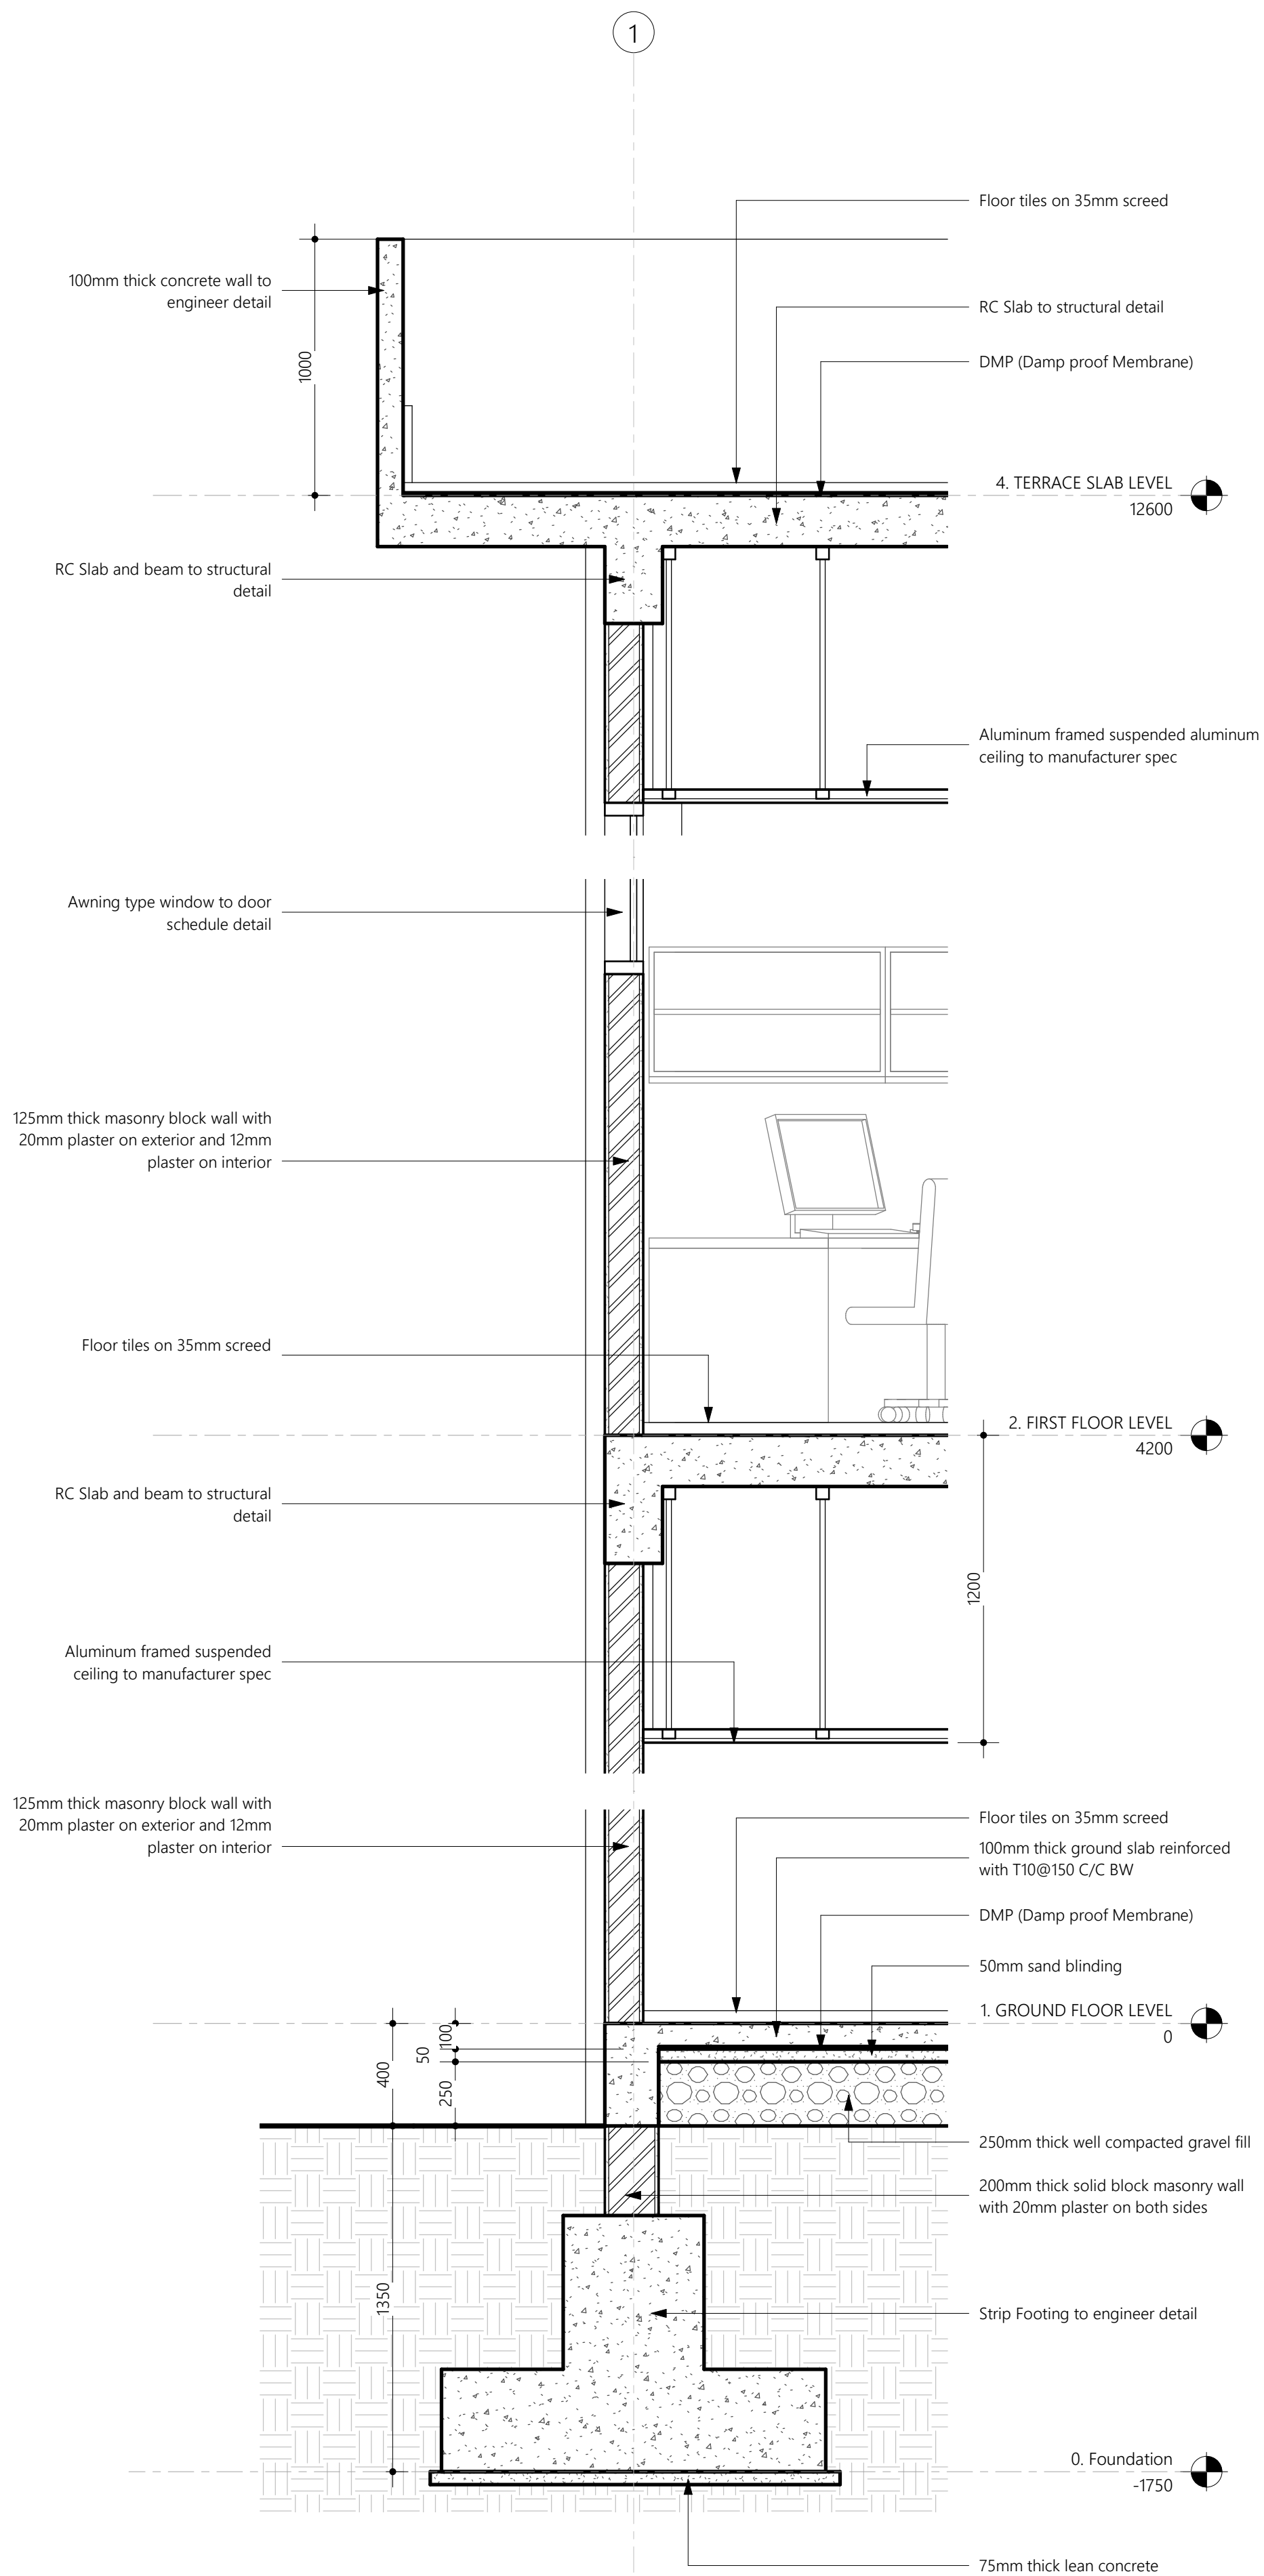 1
Floor tiles on 35mm screed
100mm thick concrete wall to
engineer detail
RC Slab to structural detail
1000
DMP (Damp proof Membrane)
4. TERRACE SLAB LEVEL
12600
RC Slab and beam to structural
detail
Aluminum framed suspended aluminum
ceiling to manufacturer spec
Awning type window to door
schedule detail
125mm thick masonry block wall with
20mm plaster on exterior and 12mm
plaster on interior
Floor tiles on 35mm screed
2. FIRST FLOOR LEVEL
4200
RC Slab and beam to structural
detail
1200
Aluminum framed suspended
ceiling to manufacturer spec
125mm thick masonry block wall with
20mm plaster on exterior and 12mm
plaster on interior
Floor tiles on 35mm screed
100mm thick ground slab reinforced
with T10@150 C/C BW
DMP (Damp proof Membrane)
50mm sand blinding
1. GROUND FLOOR LEVEL
0
100
50
400
250
250mm thick well compacted gravel fill
200mm thick solid block masonry wall
with 20mm plaster on both sides
1350
Strip Footing to engineer detail
0. Foundation
-1750
75mm thick lean concrete